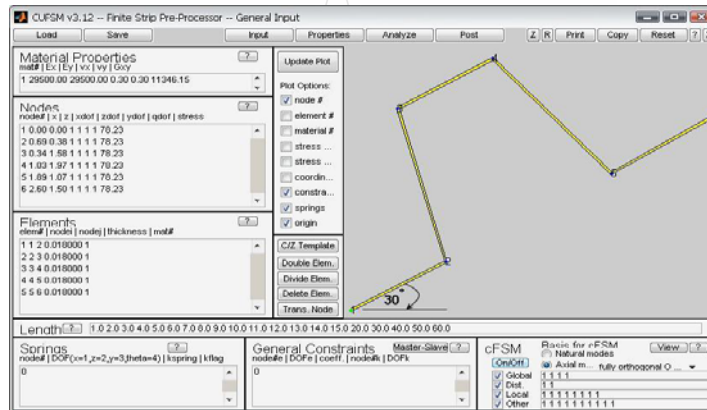 CUFSM v3.12 -- Finite Strip Pre-Processor -- General Input
Load Save Input Properties Analyze Post Z R Print Copy Reset ?
Material Properties ?
mat# | Ex | Ey | vx | vy | Gxy
1 29500.00 29500.00 0.30 0.30 11346.15
Nodes ?
node# | x | z | xdof | zdof | ydof | qdof | stress
1 0.00 0.00 1 1 1 1 78.23
2 0.69 0.38 1 1 1 1 78.23
3 0.34 1.58 1 1 1 1 78.23
4 1.03 1.97 1 1 1 1 78.23
5 1.89 1.07 1 1 1 1 78.23
6 2.60 1.50 1 1 1 1 78.23
Elements ?
elem# | nodei | nodej | thickness | mat#
1 1 2 0.018000 1
2 2 3 0.018000 1
3 3 4 0.018000 1
4 4 5 0.018000 1
5 5 6 0.018000 1
Update Plot
Plot Options:
node #
element #
material #
stress ...
stress ...
coordin...
constra...
springs
origin
C/Z Template
Double Elem.
Divide Elem.
Delete Elem.
Trans. Node
30°
Length ? 1.0 2.0 3.0 4.0 5.0 6.0 7.0 8.0 9.0 10.0 11.0 12.0 13.0 14.0 15.0 20.0 30.0 40.0 50.0 60.0
Springs ?
node# | DOF(x=1,z=2,y=3,theta=4) | kspring | kflag
0
General Constraints Master-Slave ?
node#e | DOFe | coeff. | node#k | DOFk
0
cFSM Basis for cFSM View ?
On/Off Natural modes
Axial m... fully orthogonal O ...
Global 1 1 1 1
Dist. 1 1
Local 1 1 1 1 1 1 1 1
Other 1 1 1 1 1 1 1 1 1 1